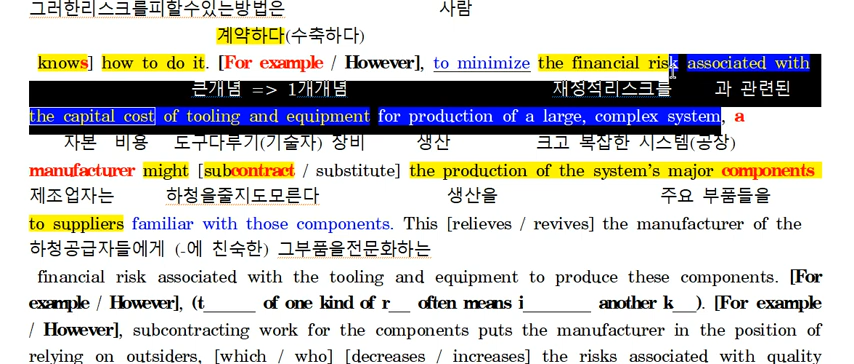 그러한리스크를피할수있는방법은 사람
계약하다(수축하다)
knows] how to do it. [For example / However], to minimize the financial risk associated with
큰개념 => 1개개념 재정적리스크를 과 관련된
the capital cost] of tooling and equipment for production of a large, complex system, a
자본 비용 도구다루기(기술자) 장비 생산 크고 복잡한 시스템(공장)
manufacturer might [subcontract / substitute] the production of the system's major components
제조업자는 하청을줄지도모른다 생산을 주요 부품들을
to suppliers familiar with those components. This [relieves / revives] the manufacturer of the
하청공급자들에게 (-에 친숙한) 그부품을전문화하는
financial risk associated with the tooling and equipment to produce these components. [For
example / However], (t______ of one kind of r__ often means i________ another k__). [For example
/ However], subcontracting work for the components puts the manufacturer in the position of
relying on outsiders, [which / who] [decreases / increases] the risks associated with quality